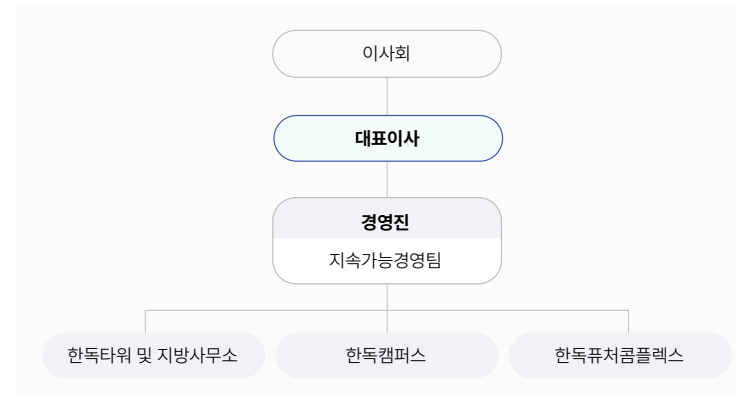 이사회
대표이사
경영진
지속가능경영팀
한독타워 및 지방사무소
한독캠퍼스
한독퓨처콤플렉스